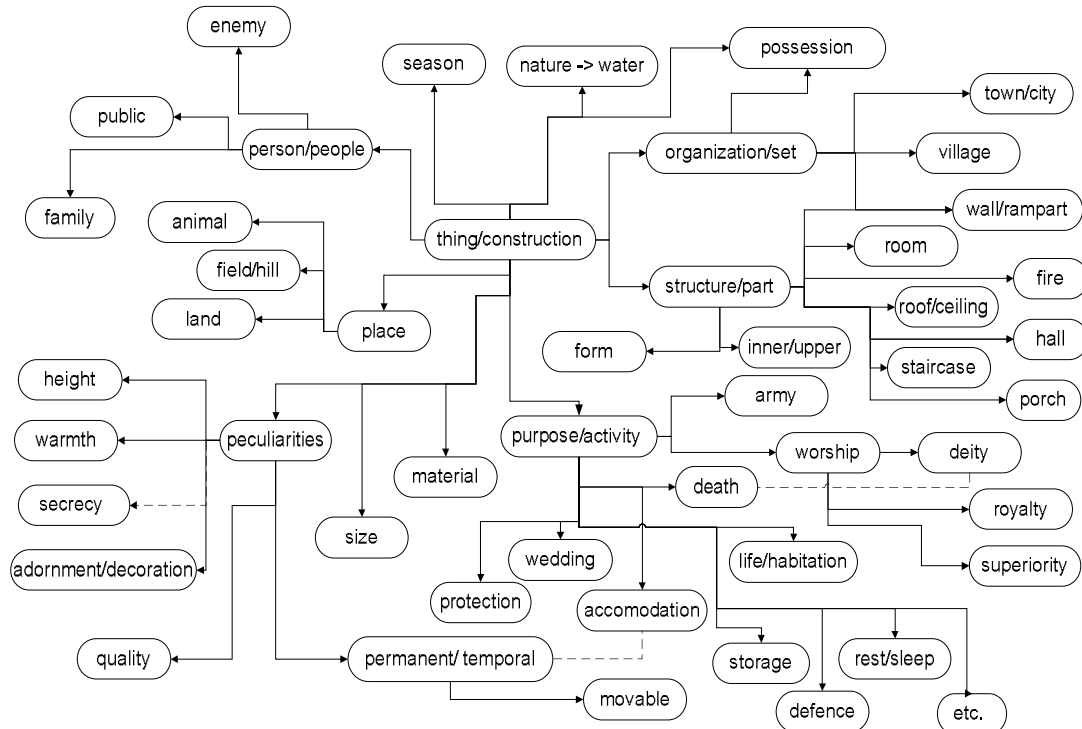 enemy
season
nature -> water
possession
public
town/city
person/people
organization/set
village
family
animal
wall/rampart
thing/construction
room
field/hill
fire
structure/part
roof/ceiling
land
place
hall
form
inner/upper
staircase
height
army
porch
warmth
peculiarities
purpose/activity
worship
deity
material
death
secrecy
royalty
size
wedding
life/habitation
superiority
adornment/decoration
protection
accomodation
quality
permanent/ temporal
storage
rest/sleep
movable
defence
etc.